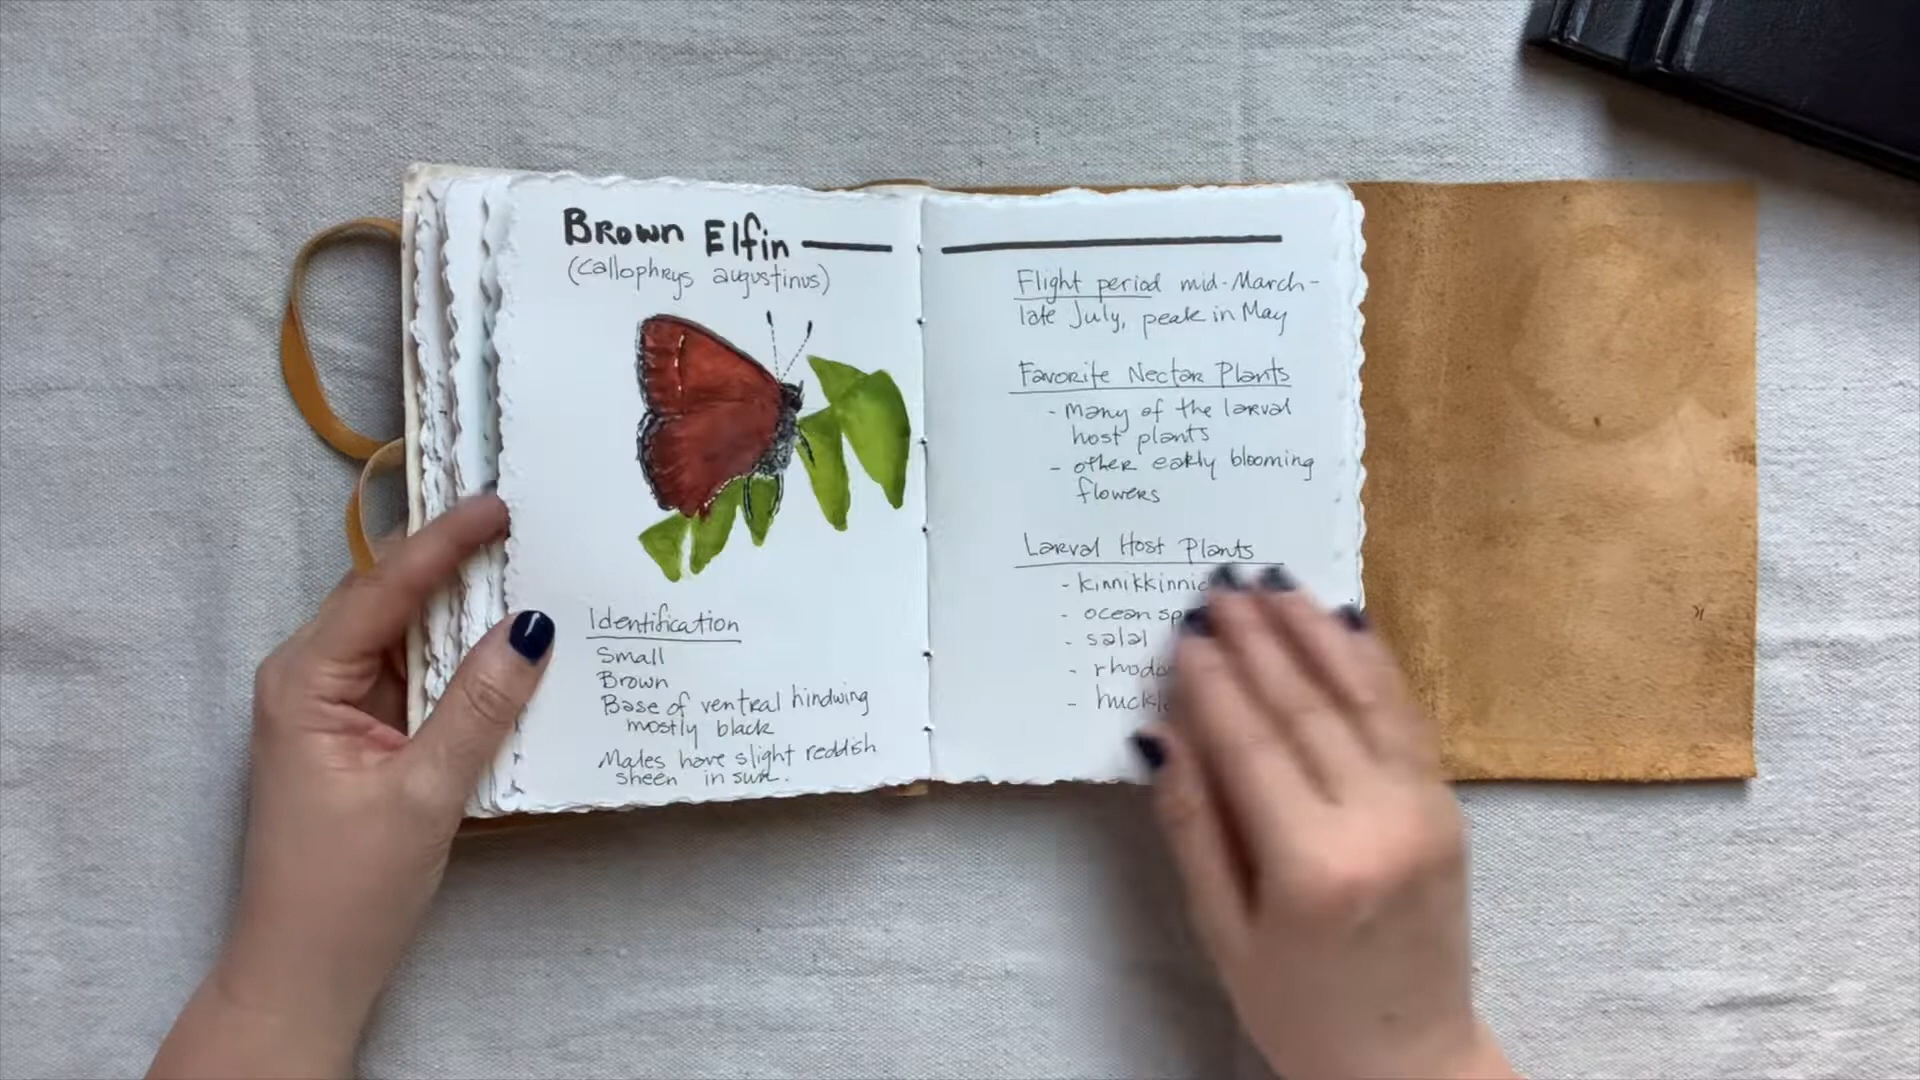 Brown Elfin
(Callophrys augustinus)
Identification
Small
Brown
Base of ventral hindwing
mostly black
Males have slight reddish
sheen in sun.
Flight period mid-March-
late July, peak in May
Favorite Nectar Plants
- many of the larval
host plants
- other early blooming
flowers
Larval Host Plants
-
- ocean
- salal
-
-